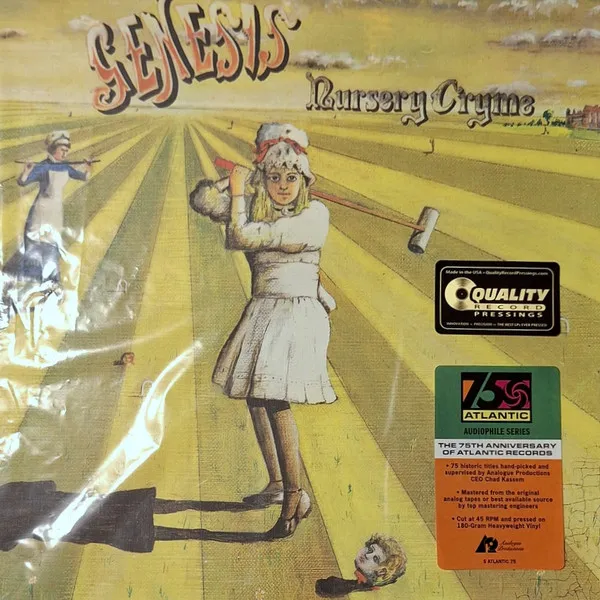 GENESIS
Nursery Cryme
Made in the USA • QualityRecordPressings.com
QUALITY
RECORD
PRESSINGS
75
ATLANTIC
AUDIOPHILE SERIES
THE 75TH ANNIVERSARY
OF ATLANTIC RECORDS
• 75 historic titles hand-picked and
supervised by Analogue Productions
CEO Chad Kassem
• Mastered from the original
analog tapes or best available source
by top mastering engineers
• Cut at 45 RPM and pressed on
180-Gram Heavyweight Vinyl
Analogue
Productions